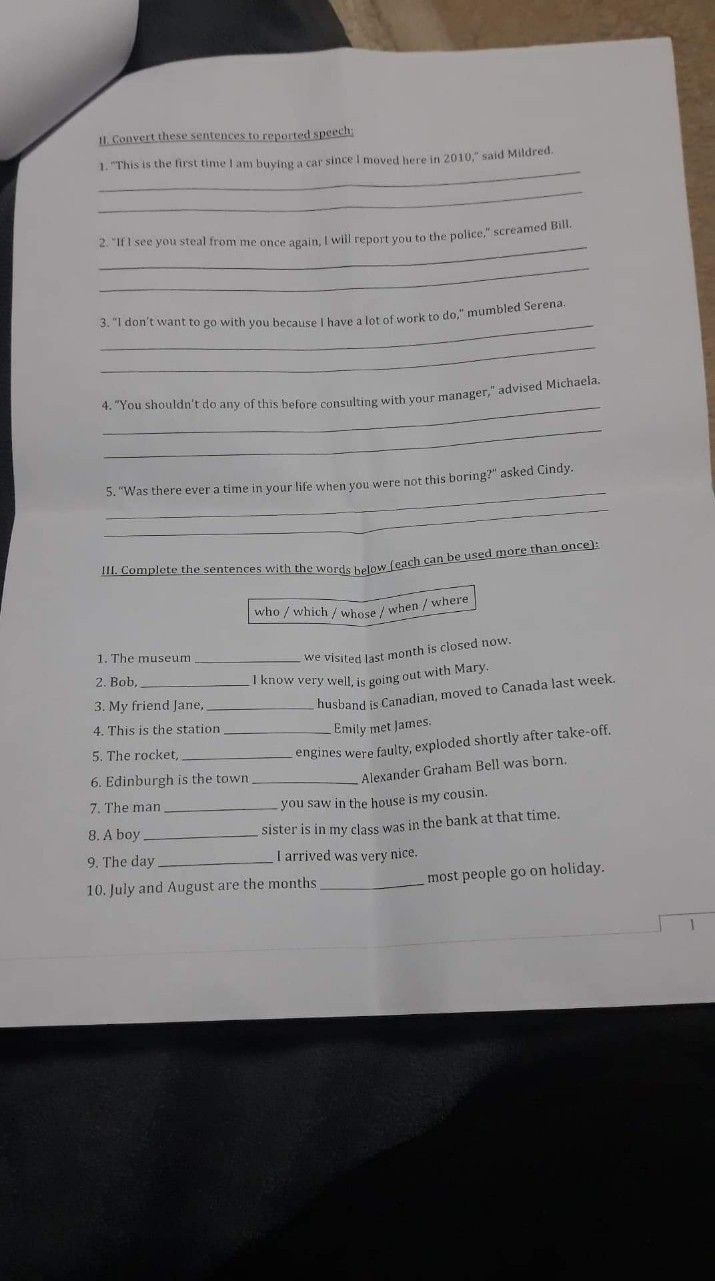 II. Convert these sentences to reported speech:
1. "This is the first time I am buying a car since I moved here in 2010," said Mildred.
2. "If I see you steal from me once again, I will report you to the police," screamed Bill.
3. "I don't want to go with you because I have a lot of work to do," mumbled Serena.
4. "You shouldn't do any of this before consulting with your manager," advised Michaela.
5. "Was there ever a time in your life when you were not this boring?" asked Cindy.
III. Complete the sentences with the words below (each can be used more than once):
who / which / whose / when / where
1. The museum ____________ we visited last month is closed now.
2. Bob, ____________ I know very well, is going out with Mary.
3. My friend Jane, ____________ husband is Canadian, moved to Canada last week.
4. This is the station ____________ Emily met James.
5. The rocket, ____________ engines were faulty, exploded shortly after take-off.
6. Edinburgh is the town ____________ Alexander Graham Bell was born.
7. The man ____________ you saw in the house is my cousin.
8. A boy ____________ sister is in my class was in the bank at that time.
9. The day ____________ I arrived was very nice.
10. July and August are the months ____________ most people go on holiday.
1